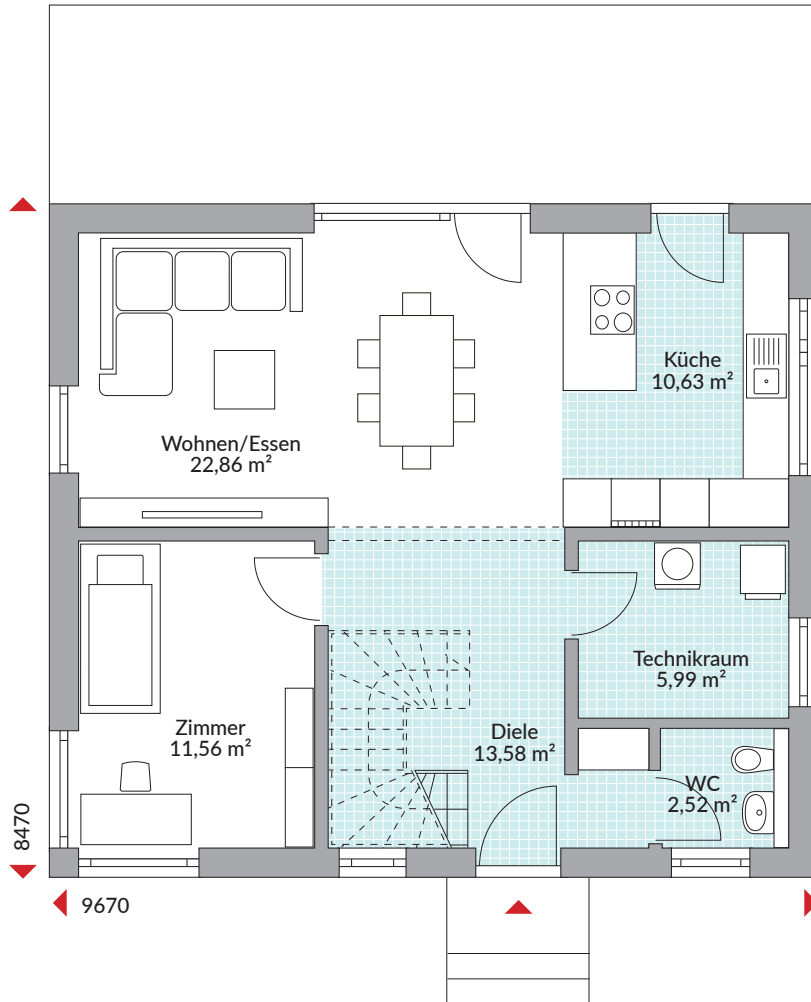 Küche
10,63 m²
Wohnen/Essen
22,86 m²
Technikraum
5,99 m²
Zimmer
11,56 m²
Diele
13,58 m²
WC
2,52 m²
8470
9670